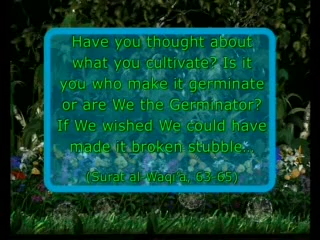 Have you thought about
what you cultivate? Is it
you who make it germinate
or are We the Germinator?
If We wished We could have
made it broken stubble...
(Surat al-Waqi'a, 63-65)